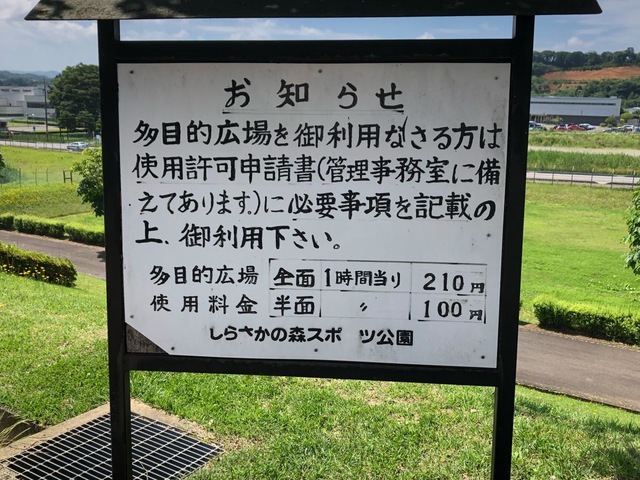 お知らせ
多目的広場を御利用なさる方は
使用許可申請書(管理事務室に備
えてあります。)に必要事項を記載の
上、御利用下さい。
多目的広場 全面 1時間当り 210円
使用料金 半面 〃 100円
しらさかの森スポ ツ公園